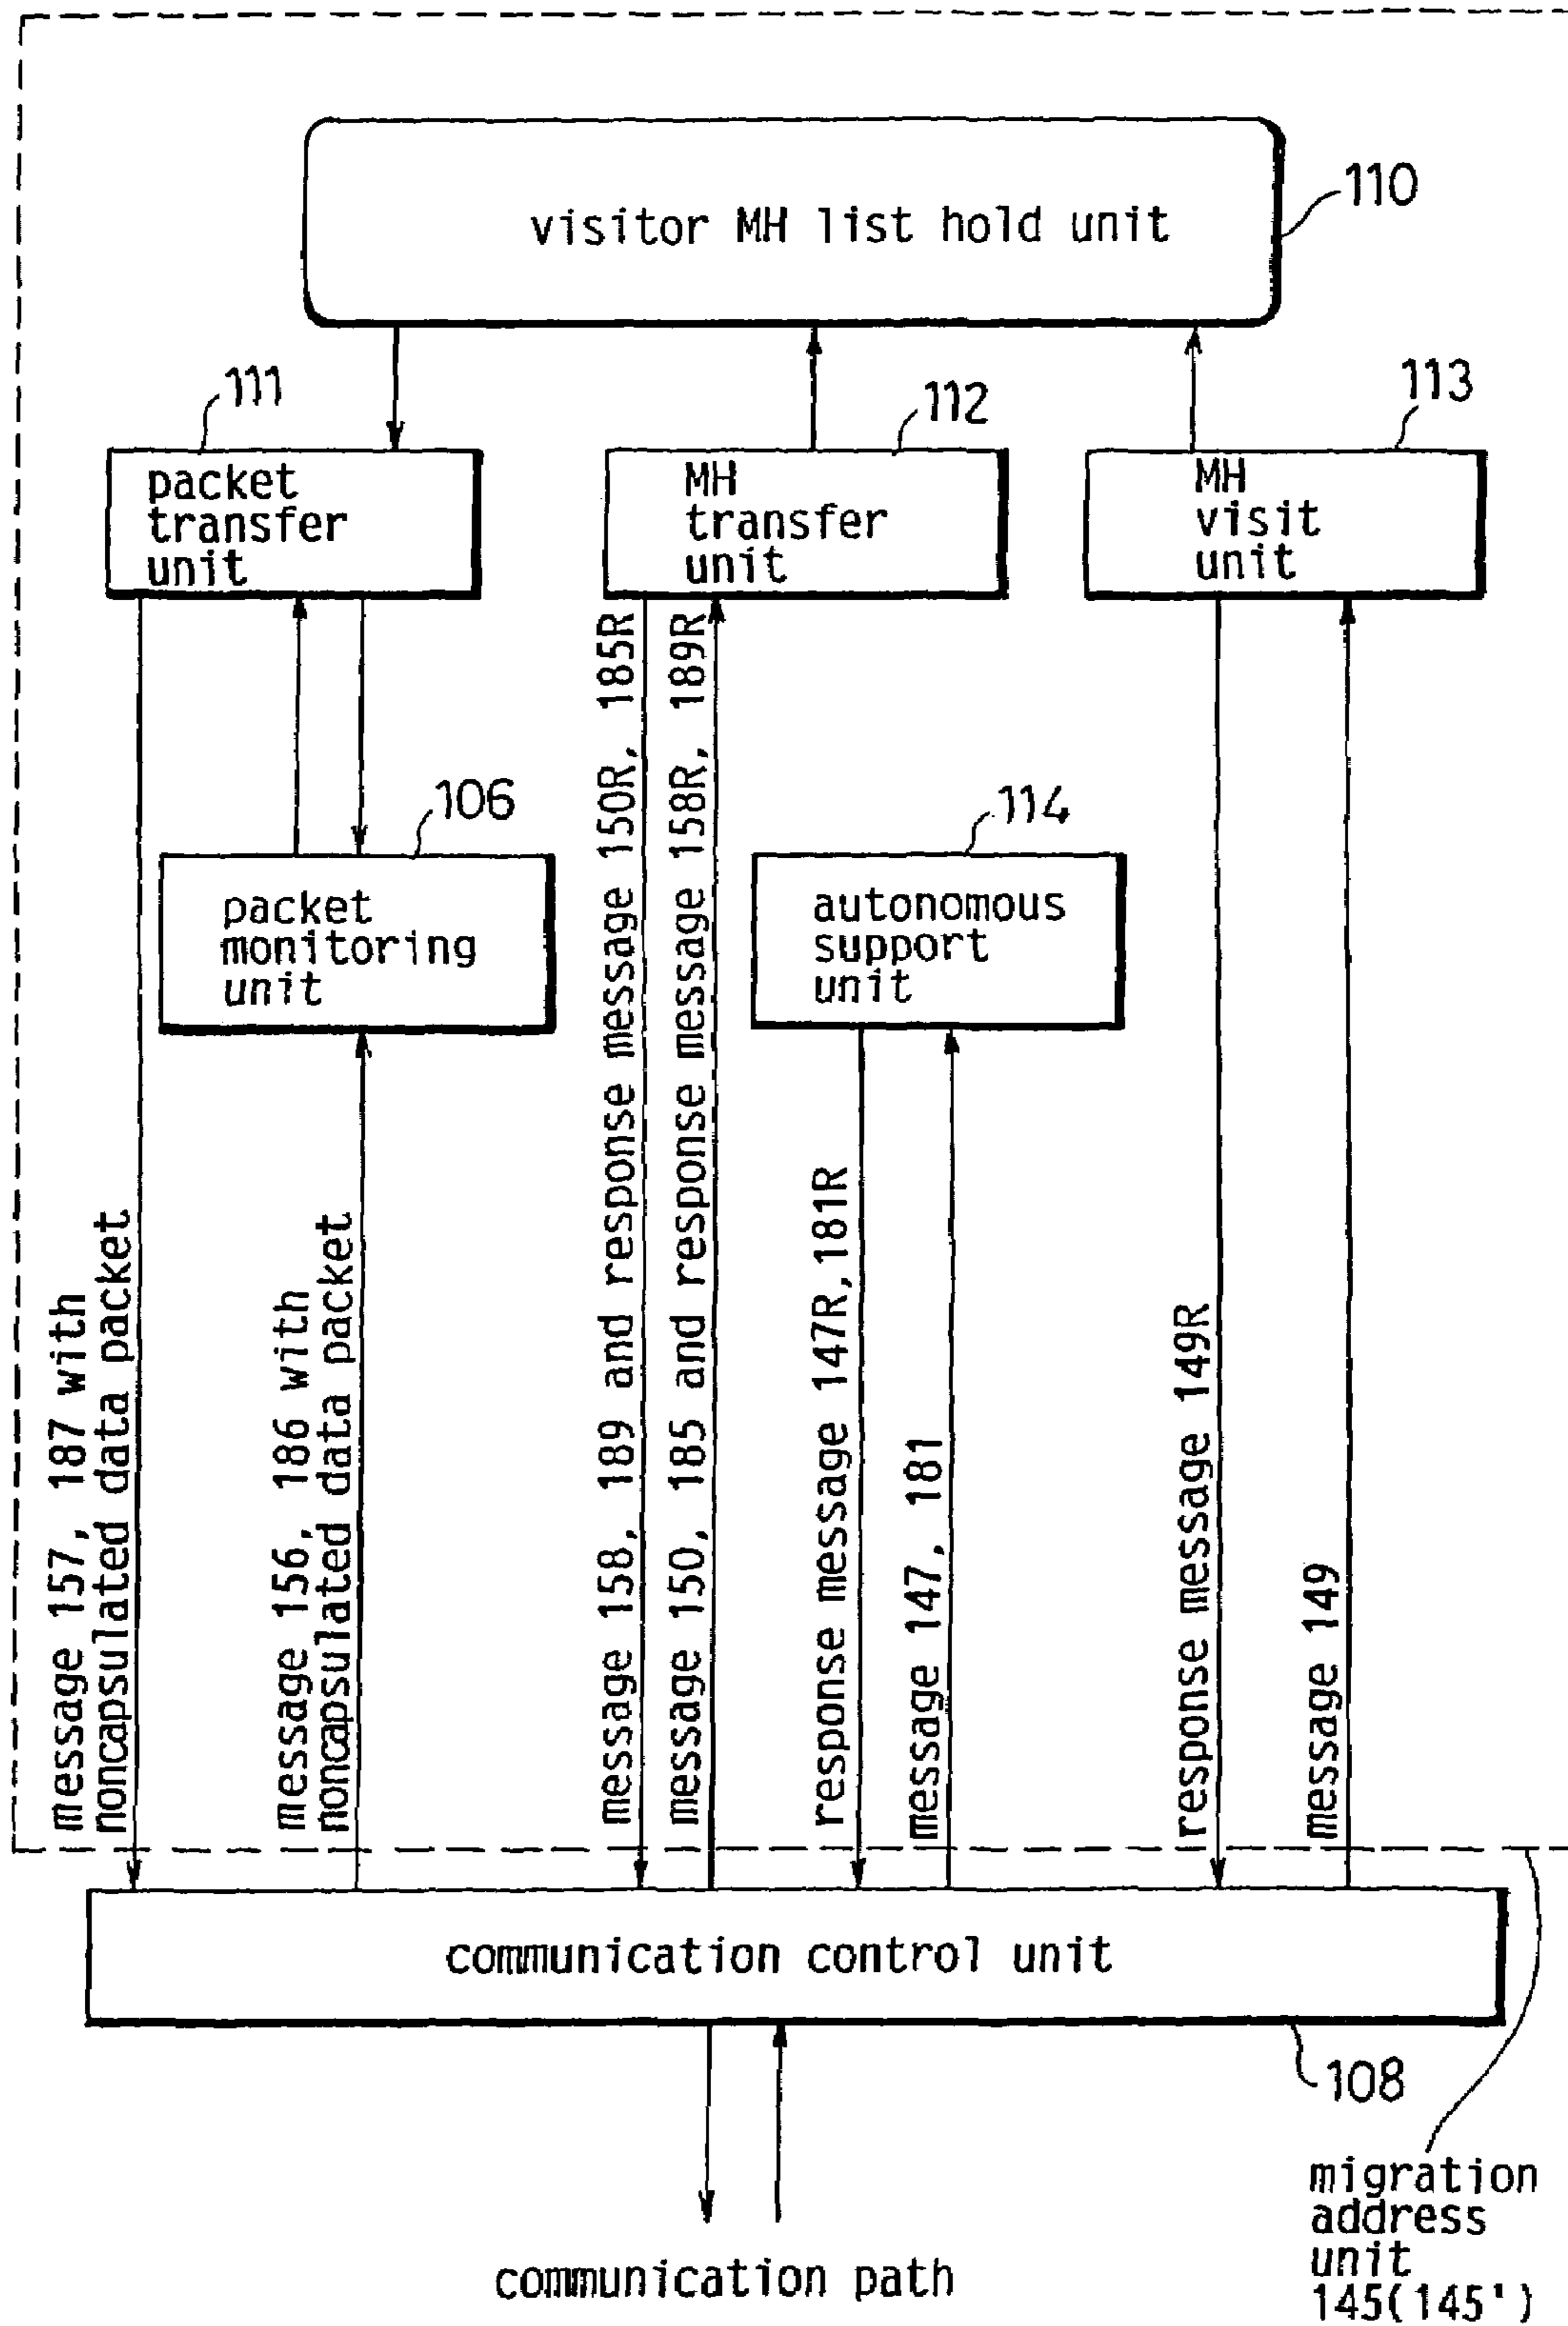 110
visitor MH list hold unit
111
112
113
packet
transfer
unit
MH
transfer
unit
MH
visit
unit
106
114
packet
monitoring
unit
autonomous
support
unit
message 157, 187 with
noncapsulated data packet
message 156, 186 with
noncapsulated data packet
message 158, 189 and response message 150R, 185R
message 150, 185 and response message 158R, 189R
response message 147R,181R
message 147, 181
response message 149R
message 149
communication control unit
108
migration
address
unit
145(145')
communication path